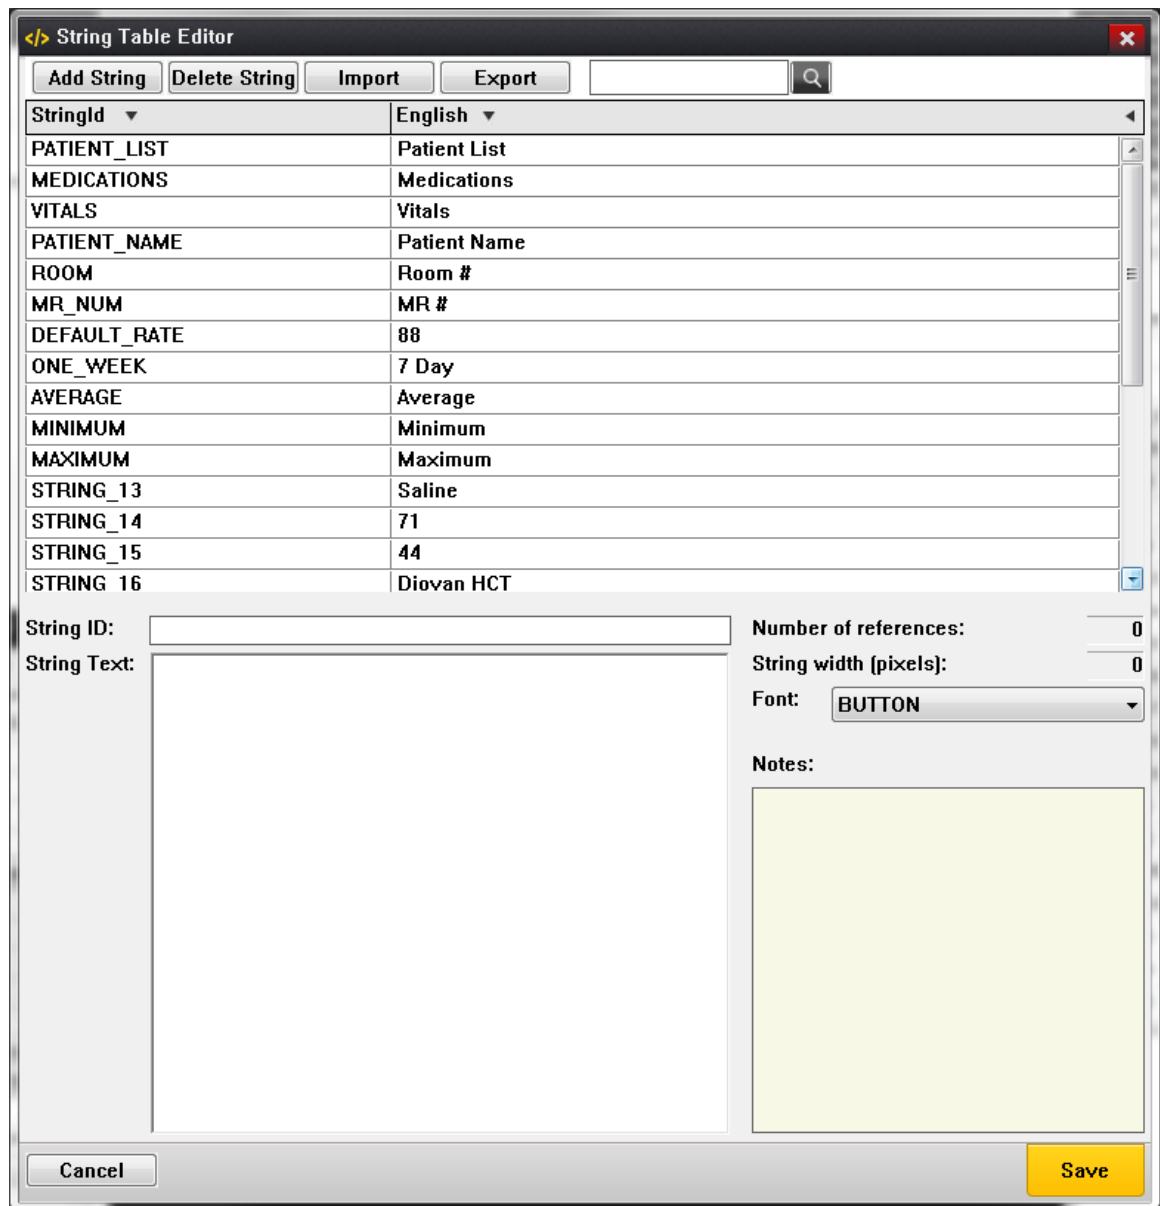 </> String Table Editor
Add String Delete String Import Export
StringId English
PATIENT_LIST Patient List
MEDICATIONS Medications
VITALS Vitals
PATIENT_NAME Patient Name
ROOM Room #
MR_NUM MR #
DEFAULT_RATE 88
ONE_WEEK 7 Day
AVERAGE Average
MINIMUM Minimum
MAXIMUM Maximum
STRING_13 Saline
STRING_14 71
STRING_15 44
STRING_16 Diovan HCT
String ID: Number of references: 0
String Text: String width (pixels): 0
Font: BUTTON
Notes:
Cancel Save